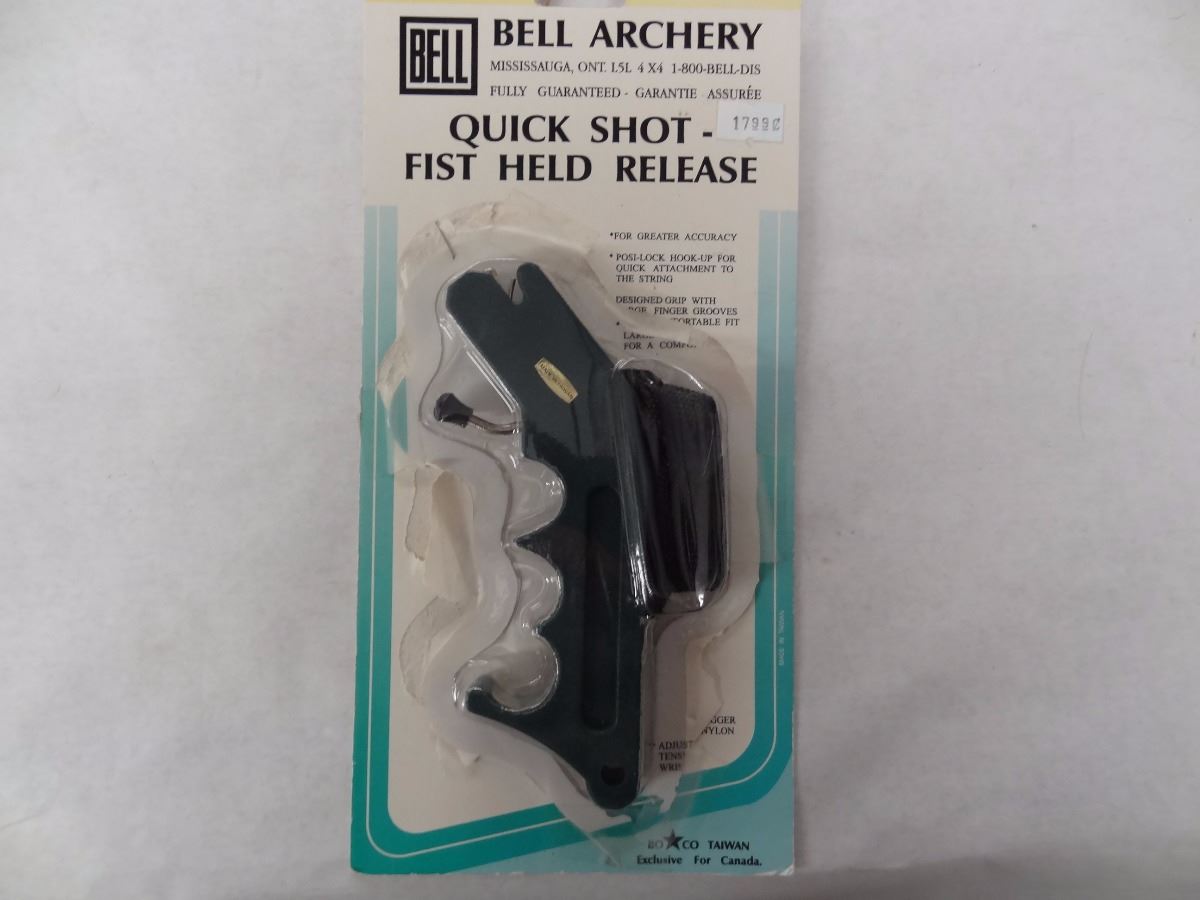 BELL
BELL ARCHERY
MISSISSAUGA, ONT. L5L 4X4 1-800-BELL-DIS
FULLY GUARANTEED - GARANTIE ASSURÉE
1799¢
QUICK SHOT -
FIST HELD RELEASE
*FOR GREATER ACCURACY
* POSI-LOCK HOOK-UP FOR
QUICK ATTACHMENT TO
THE STRING
DESIGNED GRIP WITH
FINGER GROOVES
FIT
FOR A
MADE IN TAIWAN
NYLON
CO TAIWAN
Exclusive For Canada.